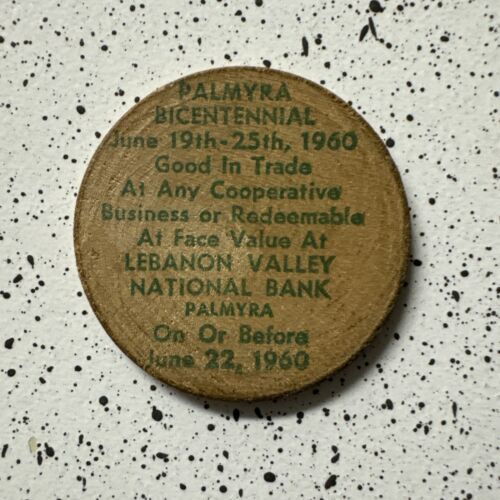 PALMYRA
BICENTENNIAL
June 19th-25th, 1960
Good In Trade
At Any Cooperative
Business or Redeemable
At Face Value At
LEBANON VALLEY
NATIONAL BANK
PALMYRA
On Or Before
June 22, 1960